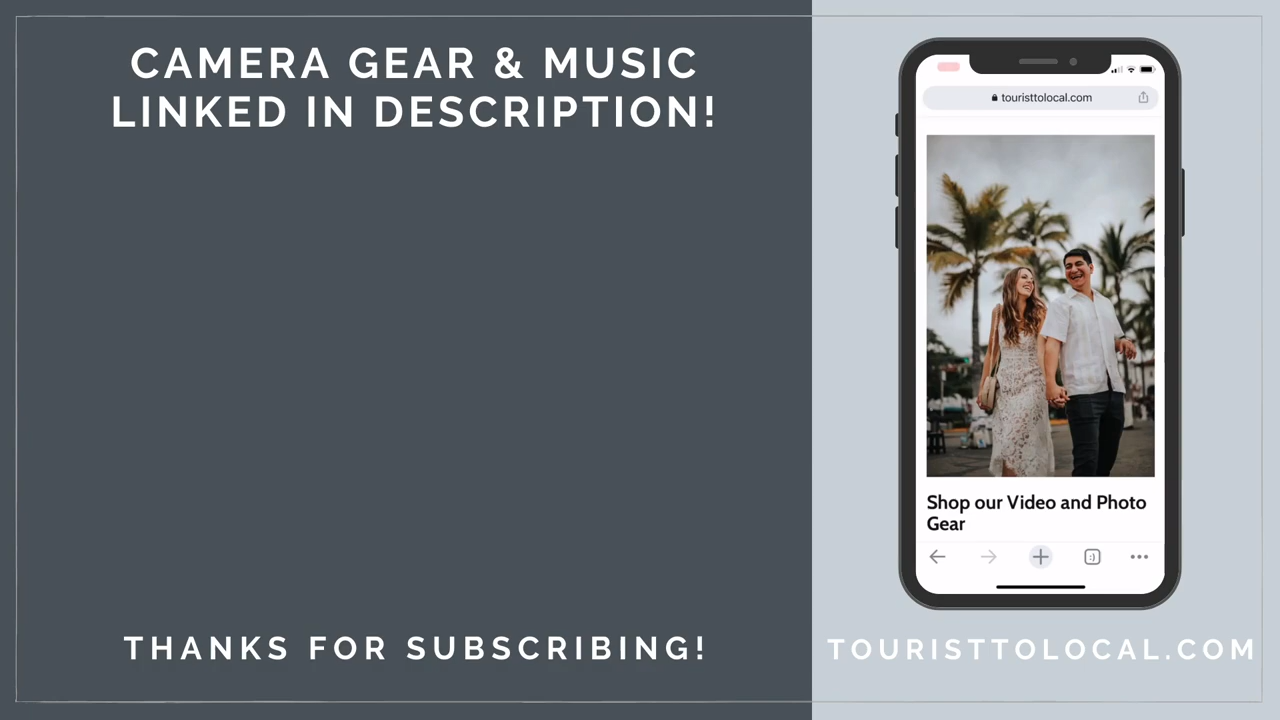 CAMERA GEAR & MUSIC
LINKED IN DESCRIPTION!
THANKS FOR SUBSCRIBING!
touristtolocal.com
Shop our Video and Photo
Gear
:)
TOURISTTOLOCAL.COM